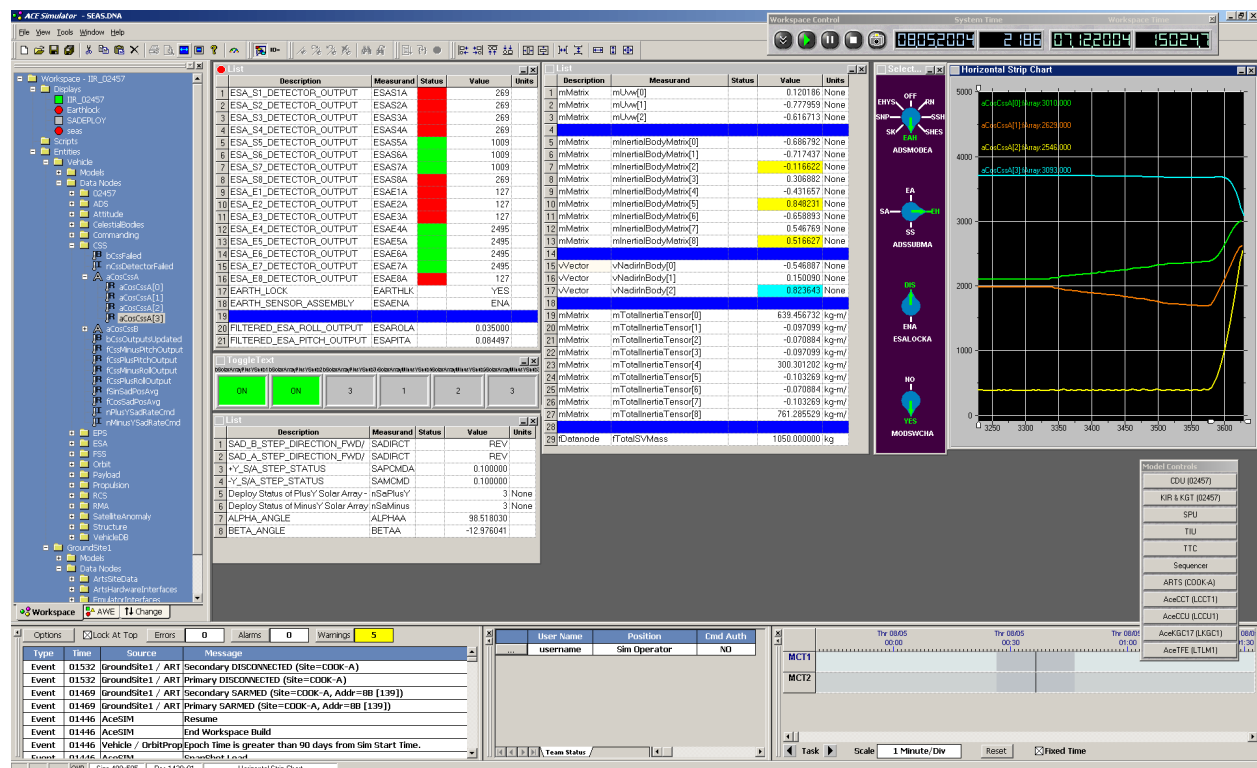 ACE Simulator - SEAS.DNA
File View Tools Window Help
Workspace Control System Time Workspace Time
08.05.2004 2186 07.12.2004 150247
Workspace - IIR_02457
Displays
IIR_02457
Earthlock
SADEPLOY
seas
Scripts
Entities
Vehicle
Models
Data Nodes
02457
ADS
Attitude
CelestialBodies
Commanding
CSS
bCssFailed
nCssDetectorFailed
aCosCssA
aCosCssA[0]
aCosCssA[1]
aCosCssA[2]
aCosCssA[3]
aCosCssB
bCssOutputsUpdated
fCssMinusPitchOutput
fCssPlusPitchOutput
fCssMinusRollOutput
fCssPlusRollOutput
fSinSadPosAvg
fCosSadPosAvg
nPlusYSadRateCmd
nMinusYSadRateCmd
EPS
ESA
FSS
Orbit
Payload
Propulsion
RCS
RMA
SatelliteAnomaly
Structure
VehicleDB
GroundSite1
Models
Data Nodes
ArtsSiteData
ArtsHardwareInterfaces
EmulatorInterfaces
Workspace AWE Change
List
Description Measurand Status Value Units
1 ESA_S1_DETECTOR_OUTPUT ESAS1A 269
2 ESA_S2_DETECTOR_OUTPUT ESAS2A 269
3 ESA_S3_DETECTOR_OUTPUT ESAS3A 269
4 ESA_S4_DETECTOR_OUTPUT ESAS4A 269
5 ESA_S5_DETECTOR_OUTPUT ESAS5A 1009
6 ESA_S6_DETECTOR_OUTPUT ESAS6A 1009
7 ESA_S7_DETECTOR_OUTPUT ESAS7A 1009
8 ESA_S8_DETECTOR_OUTPUT ESAS8A 269
9 ESA_E1_DETECTOR_OUTPUT ESAE1A 127
10 ESA_E2_DETECTOR_OUTPUT ESAE2A 127
11 ESA_E3_DETECTOR_OUTPUT ESAE3A 127
12 ESA_E4_DETECTOR_OUTPUT ESAE4A 2495
13 ESA_E5_DETECTOR_OUTPUT ESAE5A 2495
14 ESA_E6_DETECTOR_OUTPUT ESAE6A 2495
15 ESA_E7_DETECTOR_OUTPUT ESAE7A 2495
16 ESA_E8_DETECTOR_OUTPUT ESAE8A 127
17 EARTH_LOCK EARTHLK YES
18 EARTH_SENSOR_ASSEMBLY ESAENA ENA
19
20 FILTERED_ESA_ROLL_OUTPUT ESAROLA 0.035000
21 FILTERED_ESA_PITCH_OUTPUT ESAPITA 0.084497
ToggleText
ON ON 3 1 2 3
List
Description Measurand Status Value Units
1 SAD_B_STEP_DIRECTION_FWD/ SADIRCT REV
2 SAD_A_STEP_DIRECTION_FWD/ SADIRCT REV
3 +Y_S/A_STEP_STATUS SAPCMDA 0.100000
4 -Y_S/A_STEP_STATUS SAMCMD 0.100000
5 Deploy Status of PlusY Solar Array - nSaPlusY 3 None
6 Deploy Status of MinusY Solar Array nSaMinus 3 None
7 ALPHA_ANGLE ALPHAA 98.518030
8 BETA_ANGLE BETAA -12.976041
List
Description Measurand Status Value Units
1 mMatrix mUvw[0] 0.120186 None
2 mMatrix mUvw[1] -0.777959 None
3 mMatrix mUvw[2] -0.616713 None
4
5 mMatrix mInertialBodyMatrix[0] -0.686792 None
6 mMatrix mInertialBodyMatrix[1] -0.717437 None
7 mMatrix mInertialBodyMatrix[2] -0.116622 None
8 mMatrix mInertialBodyMatrix[3] 0.306882 None
9 mMatrix mInertialBodyMatrix[4] -0.431657 None
10 mMatrix mInertialBodyMatrix[5] 0.848231 None
11 mMatrix mInertialBodyMatrix[6] -0.658893 None
12 mMatrix mInertialBodyMatrix[7] 0.546769 None
13 mMatrix mInertialBodyMatrix[8] 0.516627 None
14
15 vVector vNadirInBody[0] -0.546887 None
16 vVector vNadirInBody[1] 0.150090 None
17 vVector vNadirInBody[2] 0.823643 None
18
19 mMatrix mTotalInertiaTensor[0] 639.456732 kg-m/
20 mMatrix mTotalInertiaTensor[1] -0.097099 kg-m/
21 mMatrix mTotalInertiaTensor[2] -0.070884 kg-m/
22 mMatrix mTotalInertiaTensor[3] -0.097099 kg-m/
23 mMatrix mTotalInertiaTensor[4] 300.301202 kg-m/
24 mMatrix mTotalInertiaTensor[5] -0.103269 kg-m/
25 mMatrix mTotalInertiaTensor[6] -0.070884 kg-m/
26 mMatrix mTotalInertiaTensor[7] -0.103269 kg-m/
27 mMatrix mTotalInertiaTensor[8] 761.285529 kg-m/
28
29 fDatanode fTotalSVMass 1050.000000 kg
Select...
OFF
EHYS RN
SNP SSH
SK SHES
EAH
ADSMODEA
EA
SA EN
SS
ADSSUBMA
DIS
ENA
ESALOCKA
NO
YES
MODSWCHA
Horizontal Strip Chart
5000
4000
3000
2000
1000
0
aCosCssA[0].fArray:3010.000
aCosCssA[1].fArray:2629.000
aCosCssA[2].fArray:2546.000
aCosCssA[3].fArray:3093.000
3250 3300 3350 3400 3450 3500 3550 3600
Model Controls
CDU (02457)
KIR & KGT (02457)
SPU
TIU
TTC
Sequencer
ARTS (COOK-A)
AceCCT (LCCT1)
AceCCU (LCCU1)
AceKGC17 (LKGC1)
AceTFE (LTLM1)
Options Lock At Top Errors 0 Alarms 0 Warnings 5
Type Time Source Message
Event 01532 GroundSite1 / ART Secondary DISCONNECTED (Site=COOK-A)
Event 01532 GroundSite1 / ART Primary DISCONNECTED (Site=COOK-A)
Event 01469 GroundSite1 / ART Secondary SARMED (Site=COOK-A, Addr=8B [139])
Event 01469 GroundSite1 / ART Primary SARMED (Site=COOK-A, Addr=8B [139])
Event 01446 AceSIM Resume
Event 01446 AceSIM End Workspace Build
Event 01446 Vehicle / OrbitProp Epoch Time is greater than 90 days from Sim Start Time.
Event 01446 AceSIM SnapShot Load
User Name Position Cmd Auth
... username Sim Operator NO
Team Status
Thr 08/05 Thr 08/05 Thr 08/05
00:00 00:30 01:00 01:30
MCT1
MCT2
Task Scale 1 Minute/Div Reset Fixed Time
Horizontal Strip Chart